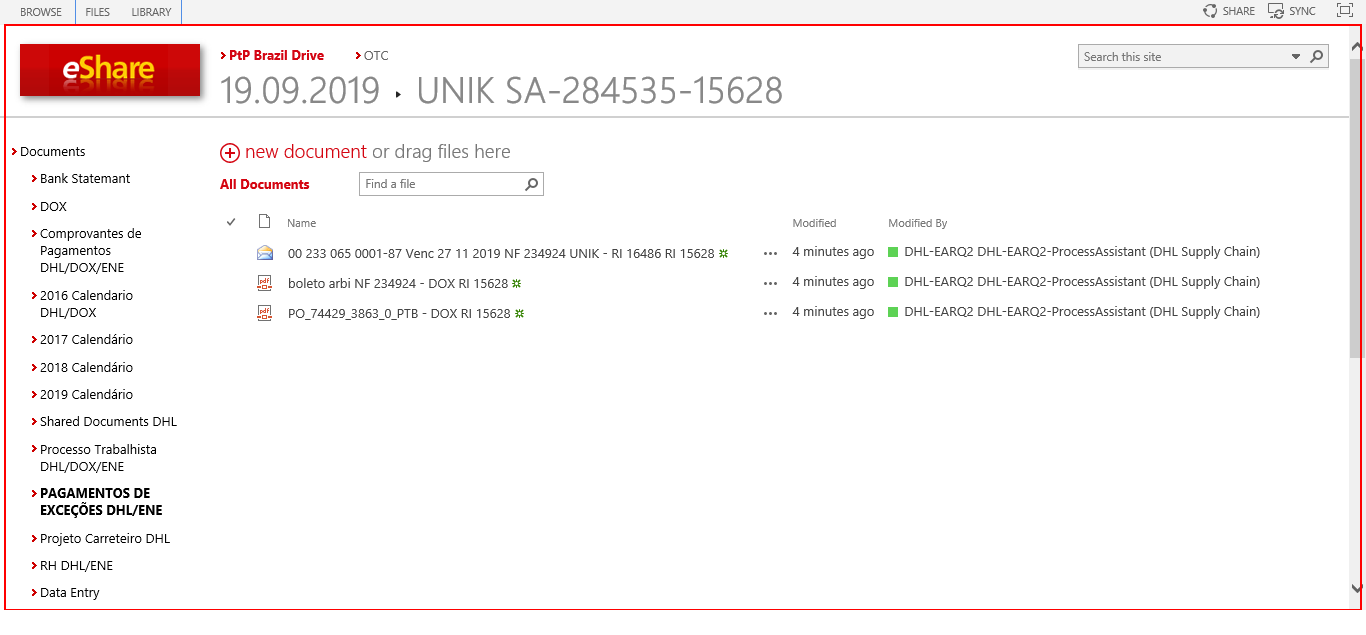 BROWSE FILES LIBRARY SHARE SYNC
eShare
PtP Brazil Drive OTC
Search this site
19.09.2019 ▸ UNIK SA-284535-15628
Documents
Bank Statemant
DOX
Comprovantes de
Pagamentos
DHL/DOX/ENE
2016 Calendario
DHL/DOX
2017 Calendário
2018 Calendário
2019 Calendário
Shared Documents DHL
Processo Trabalhista
DHL/DOX/ENE
PAGAMENTOS DE
EXCEÇÕES DHL/ENE
Projeto Carreteiro DHL
RH DHL/ENE
Data Entry
new document or drag files here
All Documents Find a file
Name Modified Modified By
00 233 065 0001-87 Venc 27 11 2019 NF 234924 UNIK - RI 16486 RI 15628 ... 4 minutes ago DHL-EARQ2 DHL-EARQ2-ProcessAssistant (DHL Supply Chain)
boleto arbi NF 234924 - DOX RI 15628 ... 4 minutes ago DHL-EARQ2 DHL-EARQ2-ProcessAssistant (DHL Supply Chain)
PO_74429_3863_0_PTB - DOX RI 15628 ... 4 minutes ago DHL-EARQ2 DHL-EARQ2-ProcessAssistant (DHL Supply Chain)